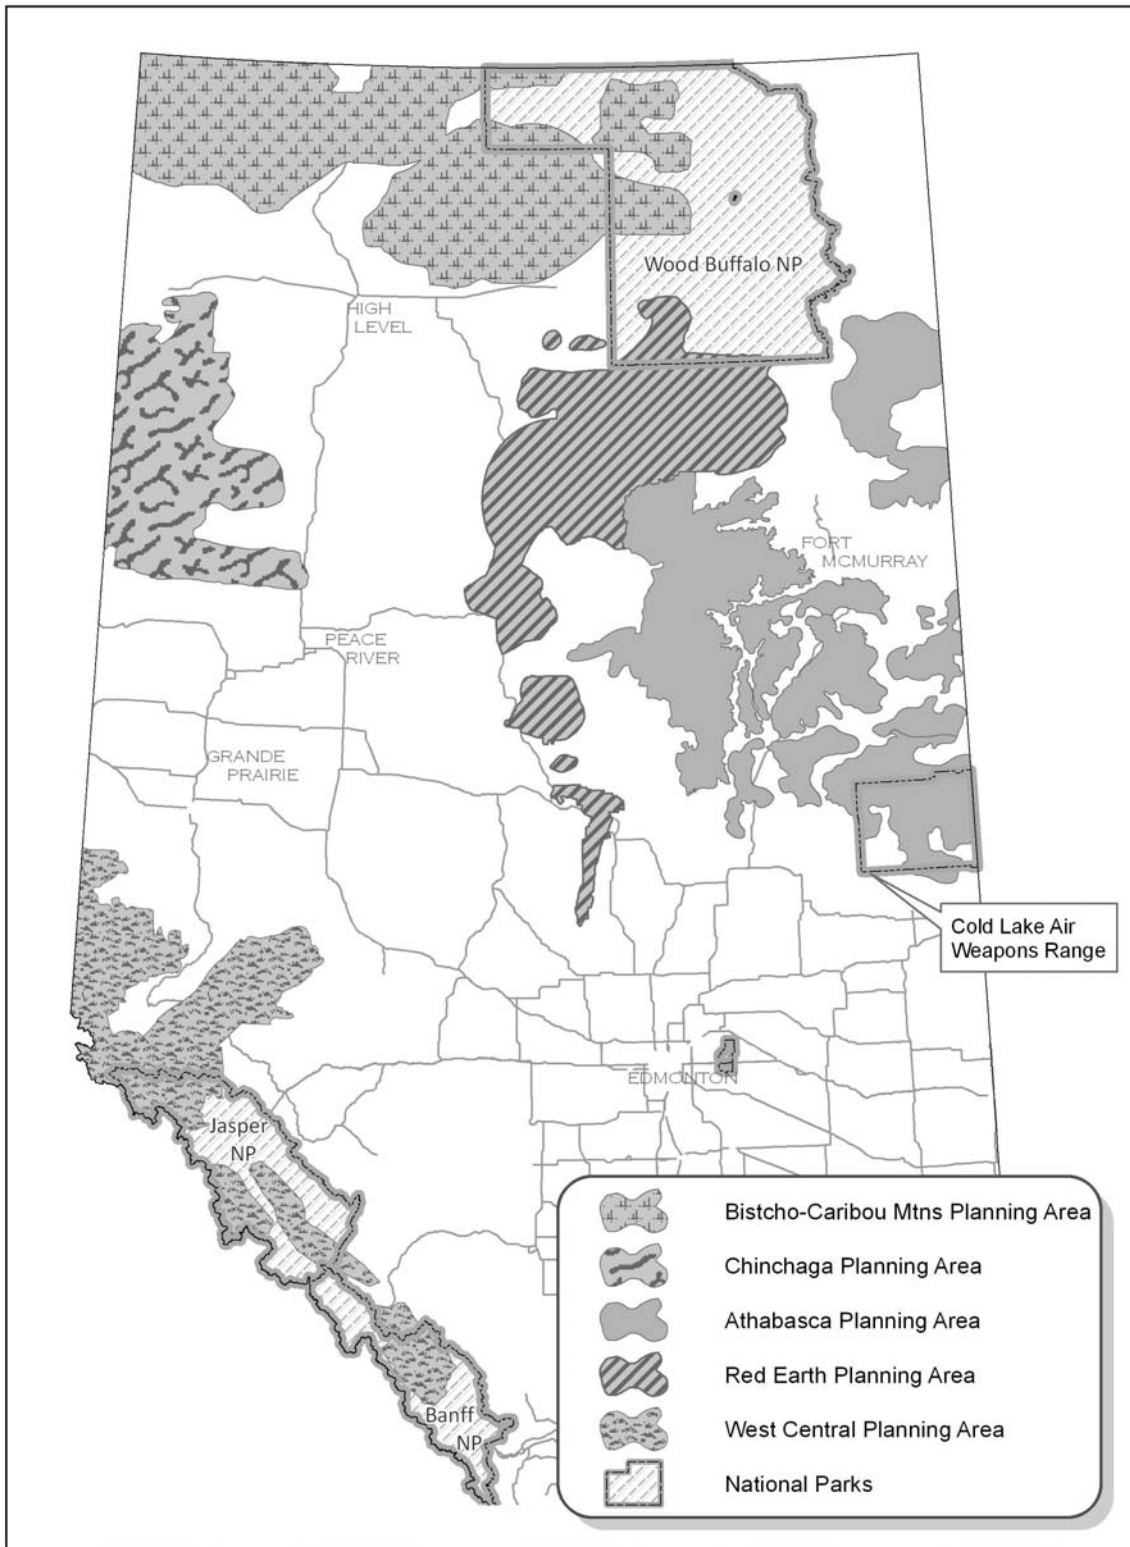 Wood Buffalo NP
HIGH
LEVEL
FORT
MCMURRAY
PEACE
RIVER
GRANDE
PRAIRIE
Cold Lake Air
Weapons Range
EDMONTON
Jasper
NP
Banff
NP
Bistcho-Caribou Mtns Planning Area
Chinchaga Planning Area
Athabasca Planning Area
Red Earth Planning Area
West Central Planning Area
National Parks